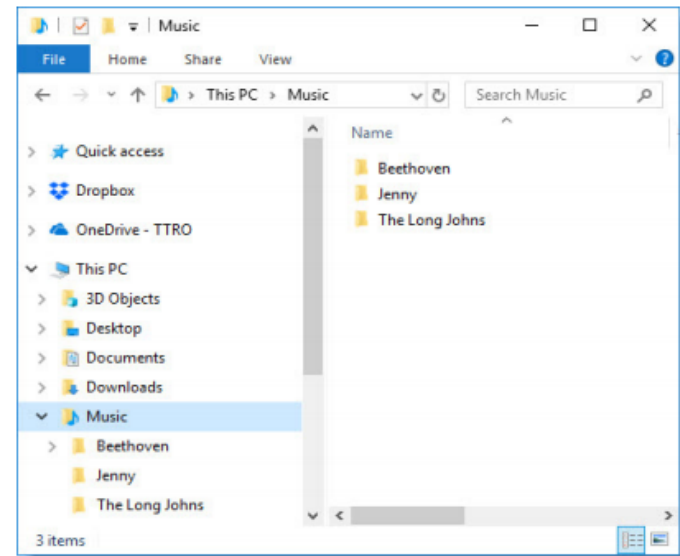 Music
File Home Share View
This PC > Music
Search Music
Quick access
Dropbox
OneDrive - TTRO
This PC
3D Objects
Desktop
Documents
Downloads
Music
Beethoven
Jenny
The Long Johns
Name
Beethoven
Jenny
The Long Johns
3 items